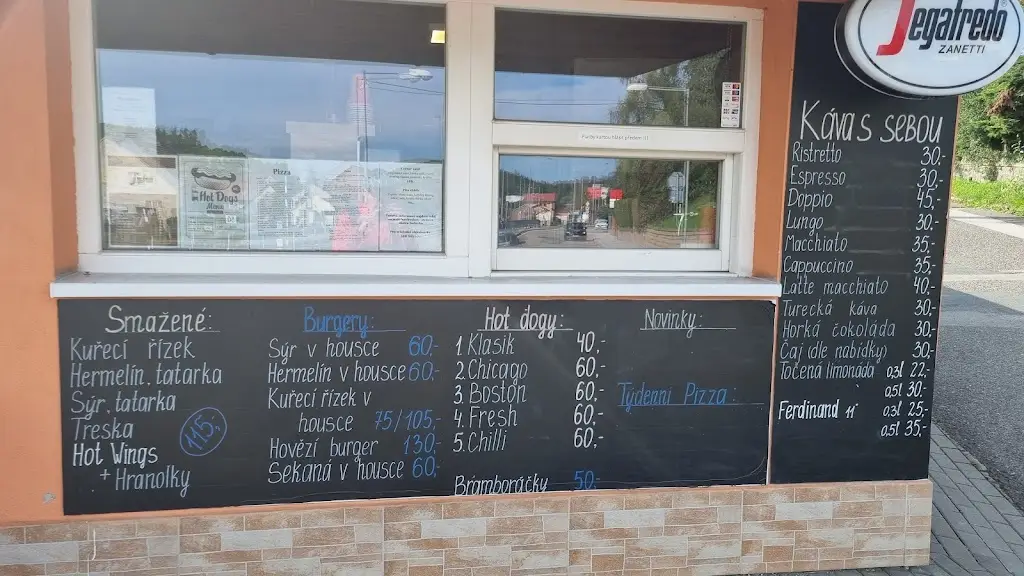 Segafredo
ZANETTI
Káva s sebou
Ristretto 30,-
Espresso 30,-
Doppio 45,-
Lungo 30,-
Macchiato 35,-
Cappuccino 35,-
Latte macchiato 40,-
Turecká káva 30,-
Horká čokoláda 30,-
Čaj (dle nabídky) 30,-
Točená limonáda 0,3l 22,-
0,5l 30,-
Ferdinand 11° 0,3l 25,-
0,5l 35,-
Hot Dogs
Menu
Pizza
Smažené:
Kuřecí řízek
Hermelín, tatarka
Sýr, tatarka
Treska
Hot Wings
+ Hranolky
115,-
Burgery:
Sýr v housce 60,-
Hermelín v housce 60,-
Kuřecí řízek v
housce 75/105,-
Hovězí burger 130,-
Sekaná v housce 60,-
Hot dogy:
1. Klasik 40,-
2. Chicago 60,-
3. Boston 60,-
4. Fresh 60,-
5. Chilli 60,-
Bramboráčky 50,-
Novinky:
Týdenní Pizza: